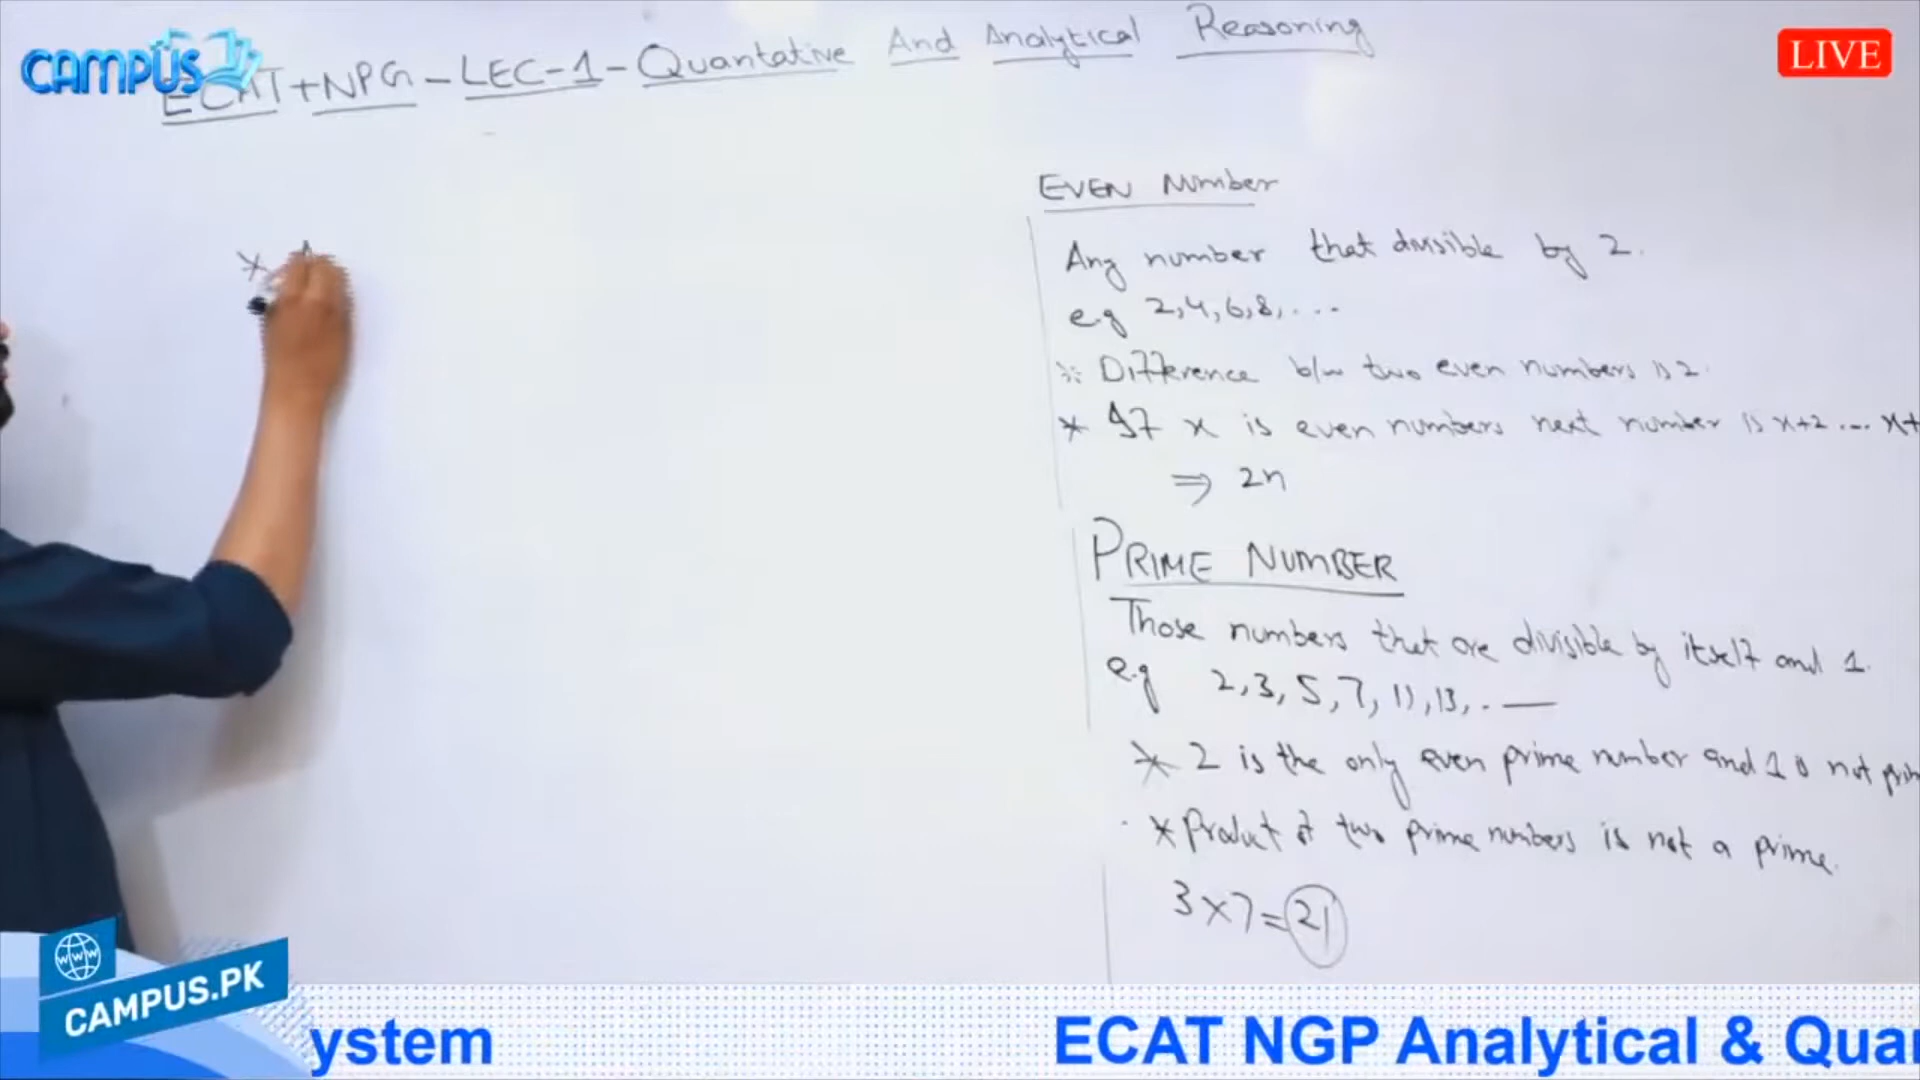 CAMPUS
LIVE
ECAT+NPG-LEC-1-Quantative And Analytical Reasoning
EVEN Number
Any number that divisible by 2.
e.g 2,4,6,8,...
* Difference b/w two even numbers is 2.
* If x is even numbers next number is x+2 ... x+
⇒ 2n
PRIME NUMBER
Those numbers that are divisible by itself and 1.
e.g 2,3,5,7,11,13,. —
* 2 is the only even prime number and 1 is not prim
* Product of two prime numbers is not a prime.
3×7=21
*
WWW
CAMPUS.PK
ystem
ECAT NGP Analytical & Qua